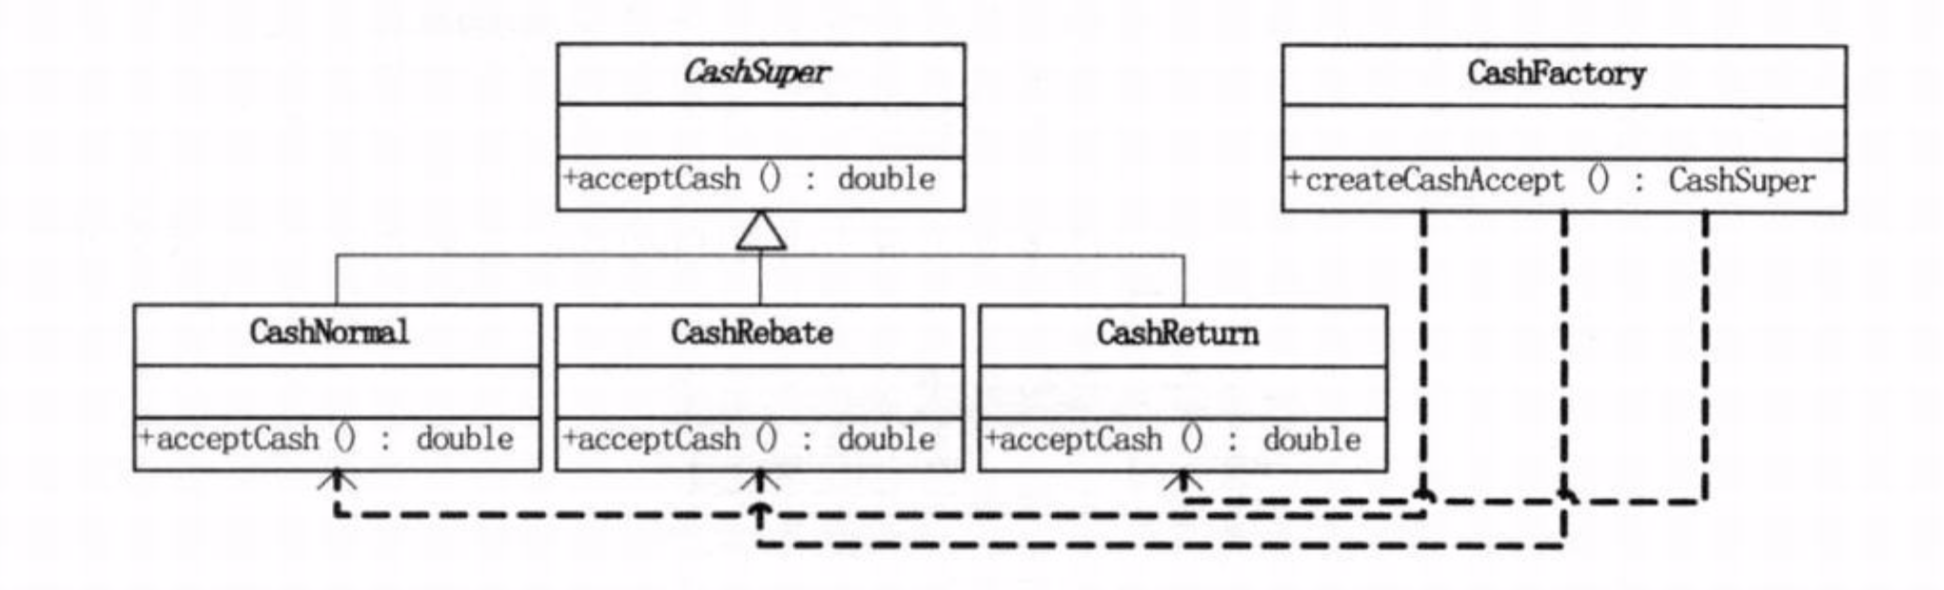 CashSuper
+acceptCash () : double
CashFactory
+createCashAccept () : CashSuper
CashNormal
+acceptCash () : double
CashRebate
+acceptCash () : double
CashReturn
+acceptCash () : double